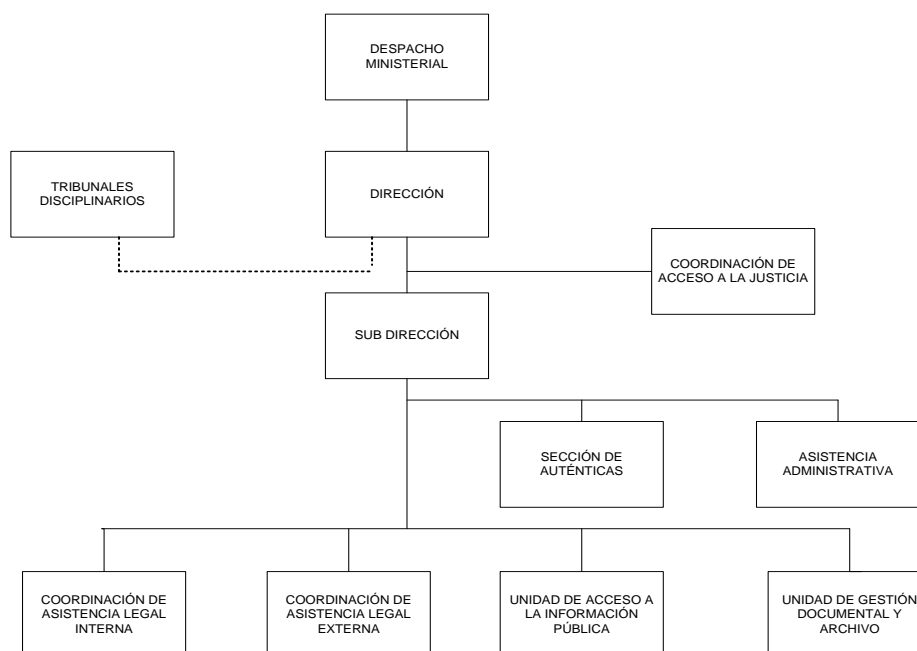 DESPACHO
MINISTERIAL
TRIBUNALES
DISCIPLINARIOS
DIRECCIÓN
COORDINACIÓN DE
ACCESO A LA JUSTICIA
SUB DIRECCIÓN
SECCIÓN DE
AUTÉNTICAS
ASISTENCIA
ADMINISTRATIVA
COORDINACIÓN DE
ASISTENCIA LEGAL
INTERNA
COORDINACIÓN DE
ASISTENCIA LEGAL
EXTERNA
UNIDAD DE ACCESO A
LA INFORMACIÓN
PÚBLICA
UNIDAD DE GESTIÓN
DOCUMENTAL Y
ARCHIVO